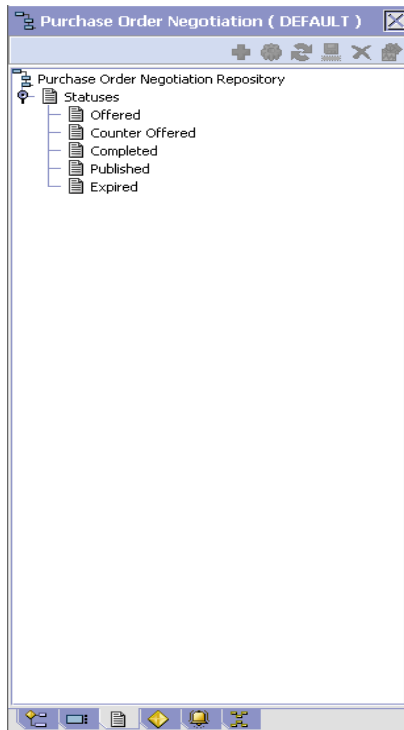 Purchase Order Negotiation ( DEFAULT )
Purchase Order Negotiation Repository
Statuses
Offered
Counter Offered
Completed
Published
Expired